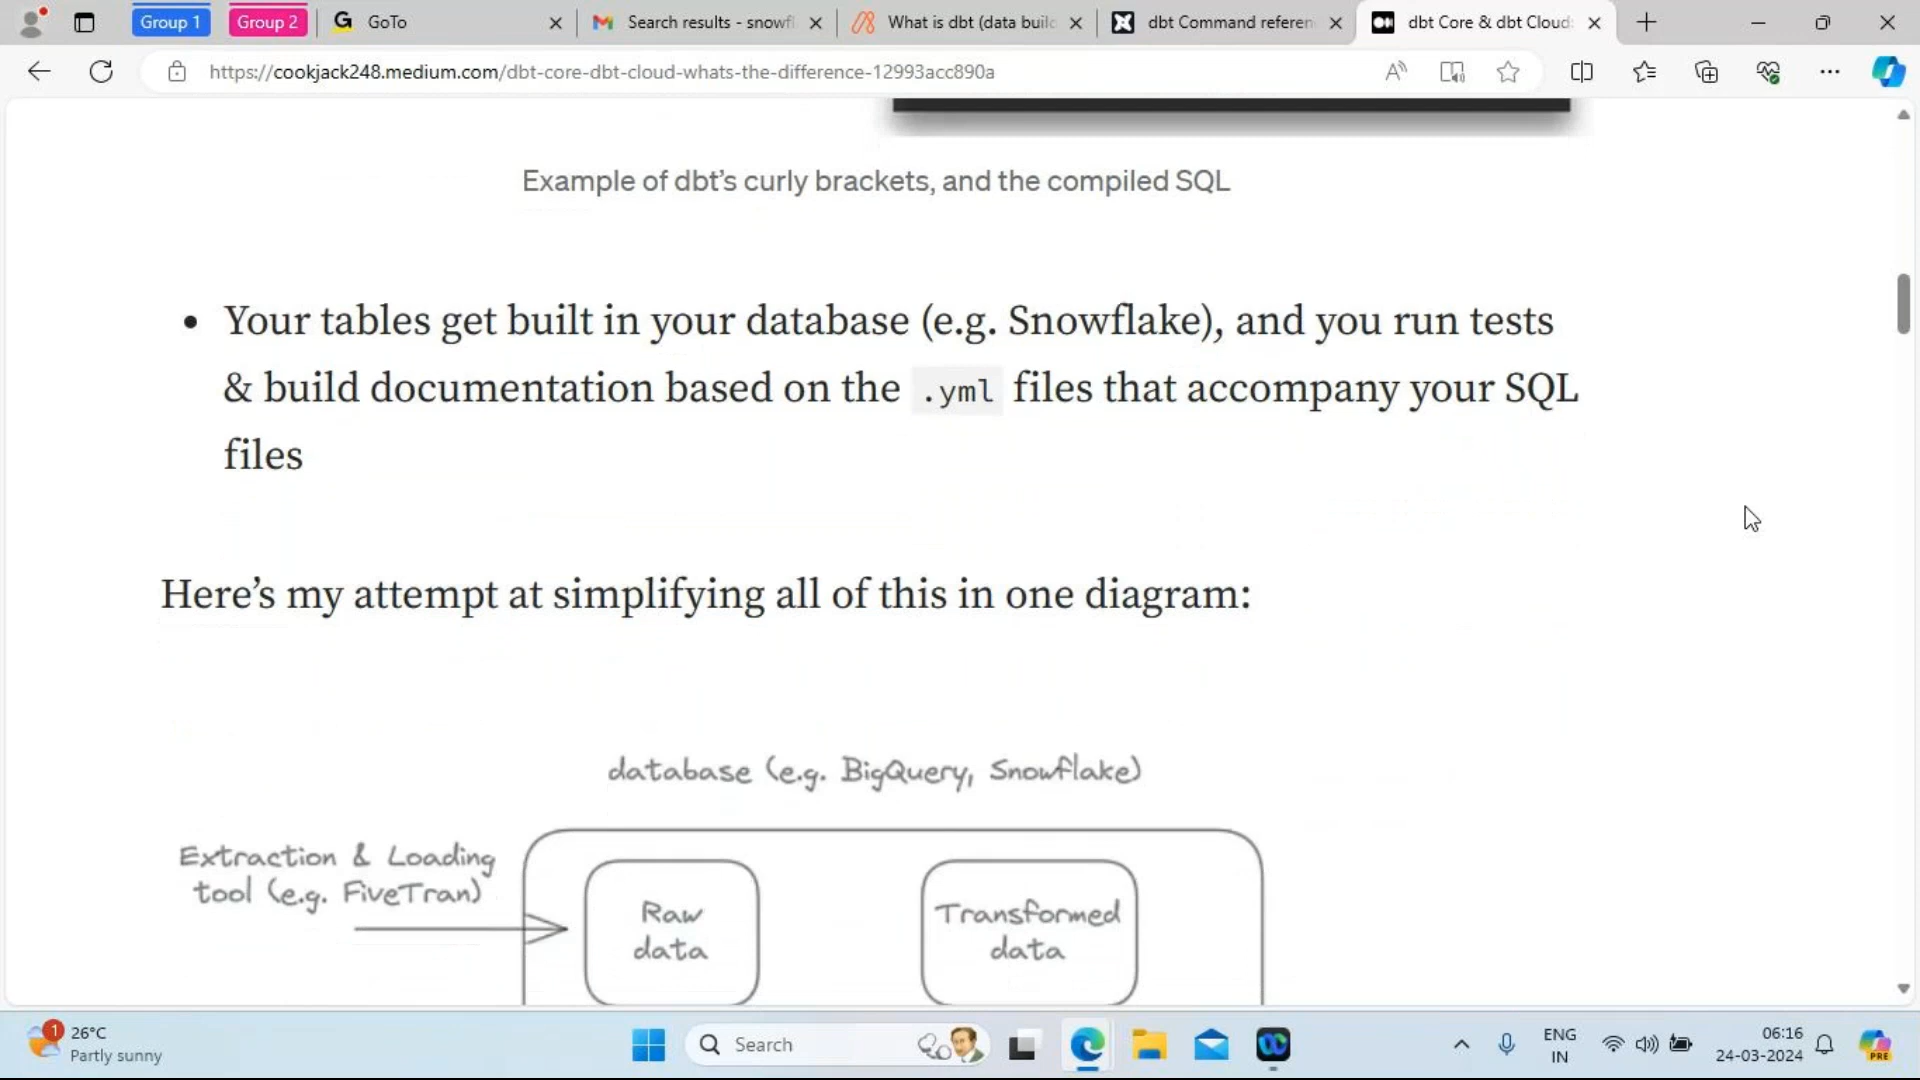 Group 1
Group 2
GoTo
Search results - snowfl
What is dbt (data build
dbt Command referen
dbt Core & dbt Cloud:
https://cookjack248.medium.com/dbt-core-dbt-cloud-whats-the-difference-12993acc890a
Example of dbt’s curly brackets, and the compiled SQL
• Your tables get built in your database (e.g. Snowflake), and you run tests
& build documentation based on the .yml files that accompany your SQL
files
Here’s my attempt at simplifying all of this in one diagram:
database (e.g. BigQuery, Snowflake)
Extraction & Loading
tool (e.g. FiveTran)
Raw
data
Transformed
data
1
26°C
Partly sunny
Search
ENG
IN
06:16
24-03-2024
PRE